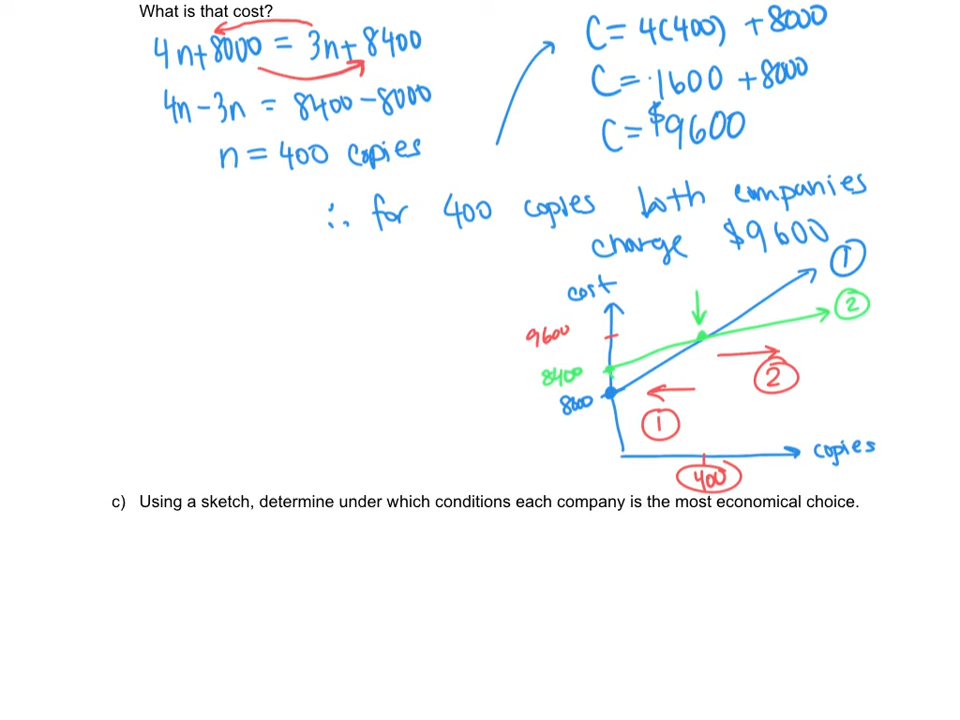 What is that cost?
4n+8000 = 3n+8400
4n-3n = 8400-8000
n = 400 copies
C = 4(400) +8000
C = 1600 +8000
C = $9600
∴ for 400 copies both companies
charge $9600
cost
9600
8400
8000
1
2
2
1
copies
400
c) Using a sketch, determine under which conditions each company is the most economical choice.